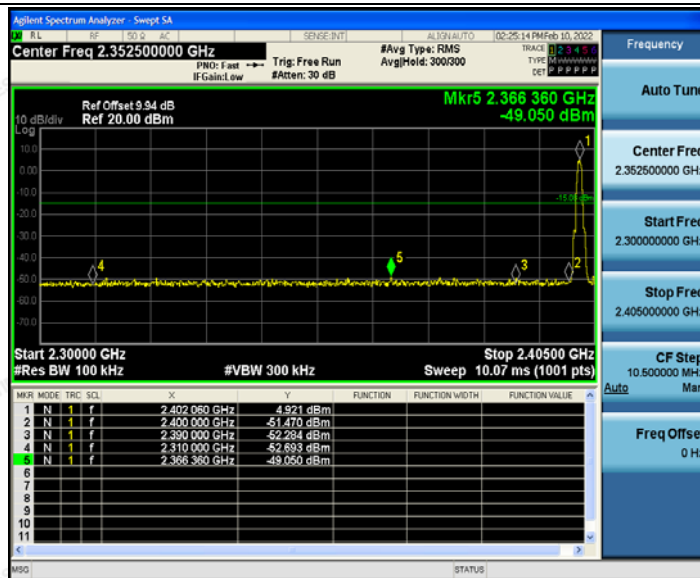 Agilent Spectrum Analyzer - Swept SA
RL RF 50 Ω AC SENSE:INT ALIGNAUTO 02:25:14 PM Feb 10, 2022
Center Freq 2.352500000 GHz
PNO: Fast
IFGain:Low
Trig: Free Run
#Atten: 30 dB
#Avg Type: RMS
Avg|Hold: 300/300
TRACE 1 2 3 4 5 6
TYPE M W W W W W
DET P P P P P P
Mkr5 2.366 360 GHz
-49.050 dBm
Ref Offset 9.94 dB
10 dB/div Ref 20.00 dBm
Log
10.0
0.00
-10.0
-20.0
-30.0
-40.0
-50.0
-60.0
-70.0
1
4
5
3
2
Start 2.30000 GHz Stop 2.40500 GHz
#Res BW 100 kHz #VBW 300 kHz Sweep 10.07 ms (1001 pts)
MKR MODE TRC SCL X Y FUNCTION FUNCTION WIDTH FUNCTION VALUE
1 N 1 f 2.402 060 GHz 4.921 dBm
2 N 1 f 2.400 000 GHz -51.470 dBm
3 N 1 f 2.390 000 GHz -52.284 dBm
4 N 1 f 2.310 000 GHz -52.693 dBm
5 N 1 f 2.366 360 GHz -49.050 dBm
6
7
8
9
10
11
MSG STATUS
Frequency
Auto Tune
Center Freq
2.352500000 GHz
Start Freq
2.300000000 GHz
Stop Freq
2.405000000 GHz
CF Step
10.500000 MHz
Auto Man
Freq Offset
0 Hz